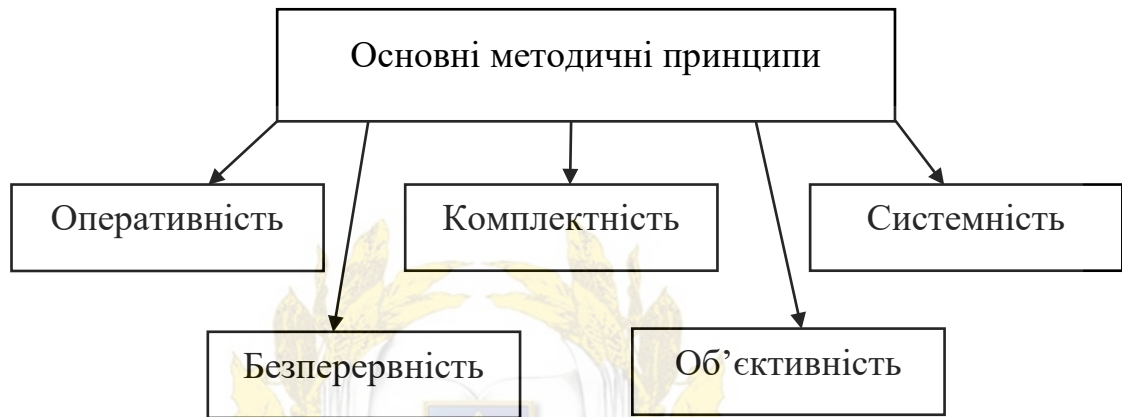 Основні методичні принципи
Оперативність
Комплектність
Системність
Безперервність
Об’єктивність